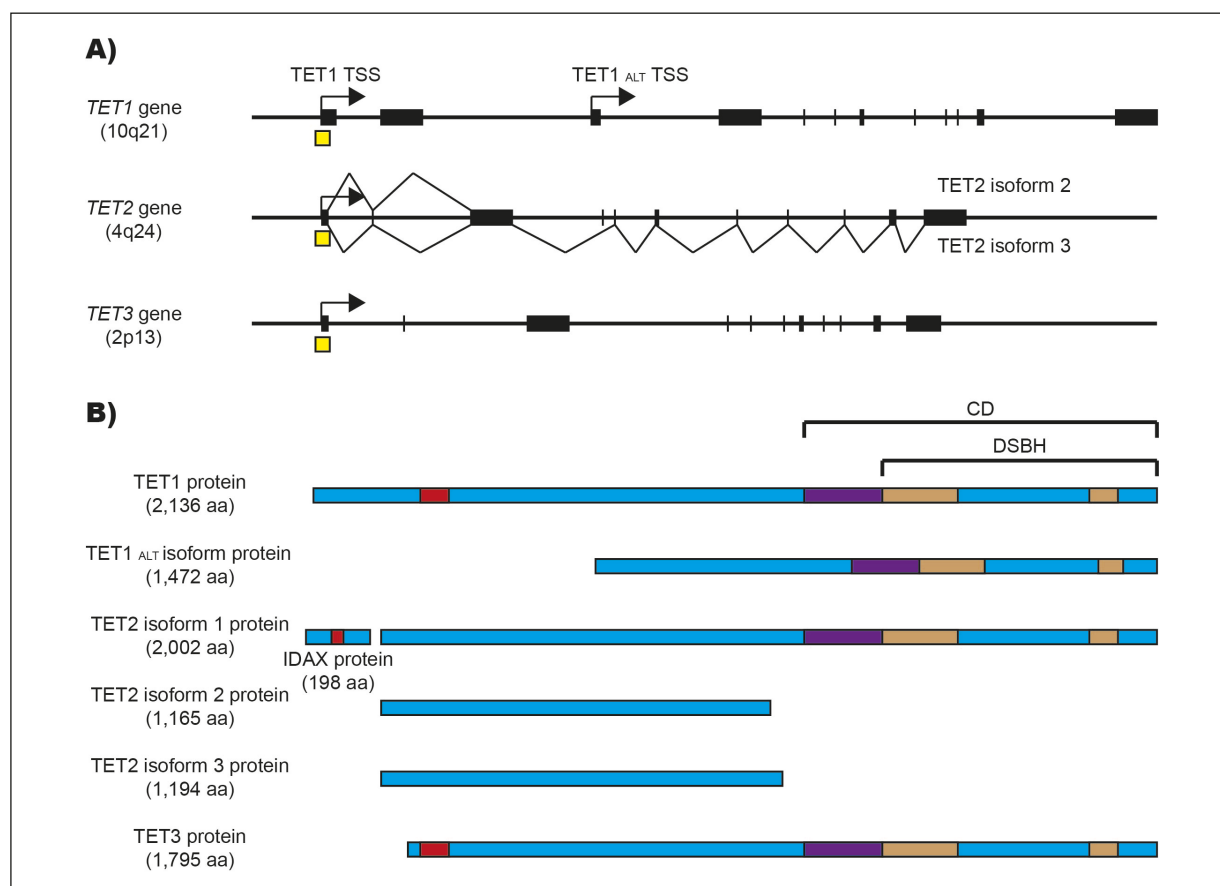 A)
TET1 TSS
TET1 ALT TSS
TET1 gene
(10q21)
TET2 isoform 2
TET2 gene
(4q24)
TET2 isoform 3
TET3 gene
(2p13)
B)
CD
DSBH
TET1 protein
(2,136 aa)
TET1 ALT isoform protein
(1,472 aa)
TET2 isoform 1 protein
(2,002 aa)
IDAX protein
(198 aa)
TET2 isoform 2 protein
(1,165 aa)
TET2 isoform 3 protein
(1,194 aa)
TET3 protein
(1,795 aa)